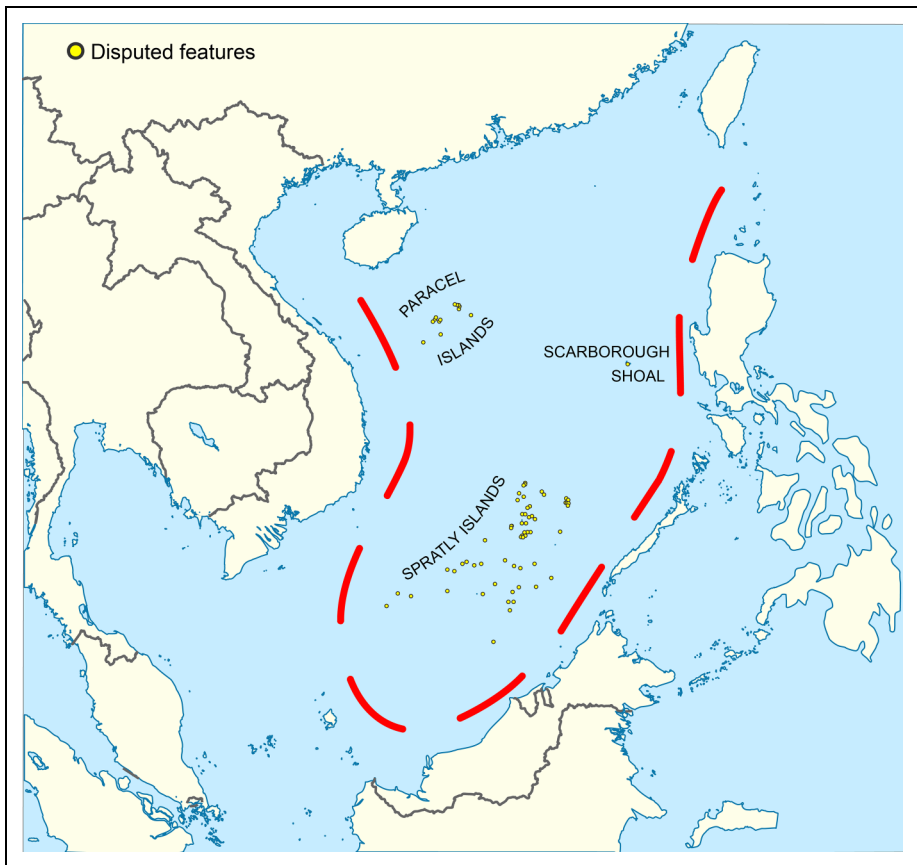 Disputed features
PARACEL
ISLANDS
SCARBOROUGH
SHOAL
SPRATLY ISLANDS